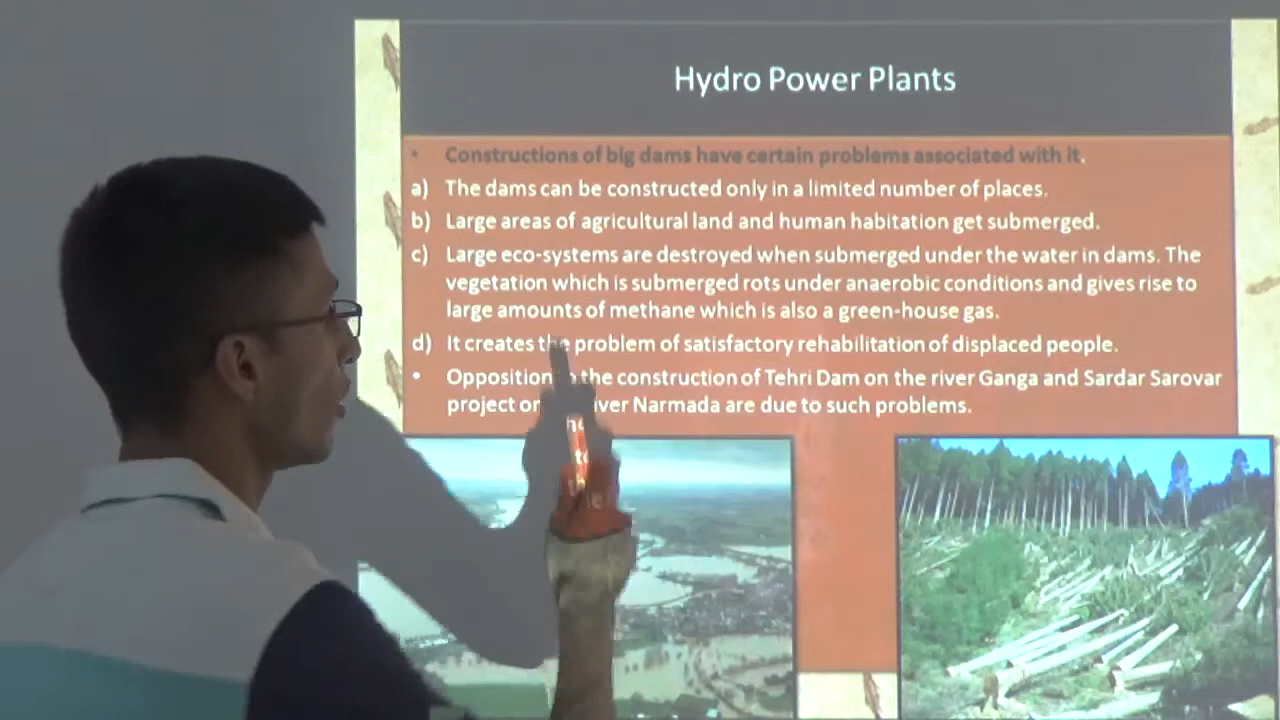 Hydro Power Plants
• Constructions of big dams have certain problems associated with it.
a) The dams can be constructed only in a limited number of places.
b) Large areas of agricultural land and human habitation get submerged.
c) Large eco-systems are destroyed when submerged under the water in dams. The
vegetation which is submerged rots under anaerobic conditions and gives rise to
large amounts of methane which is also a green-house gas.
d) It creates the problem of satisfactory rehabilitation of displaced people.
• Opposition the construction of Tehri Dam on the river Ganga and Sardar Sarovar
project on Narmada are due to such problems.